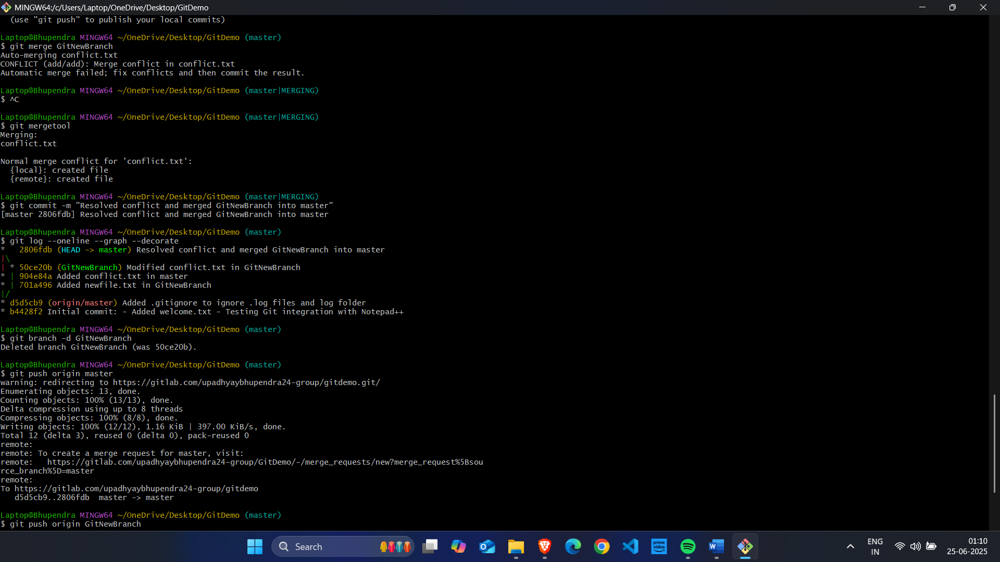 MINGW64:/c/Users/Laptop/OneDrive/Desktop/GitDemo
(use "git push" to publish your local commits)
Laptop@Bhupendra MINGW64 ~/OneDrive/Desktop/GitDemo (master)
$ git merge GitNewBranch
Auto-merging conflict.txt
CONFLICT (add/add): Merge conflict in conflict.txt
Automatic merge failed; fix conflicts and then commit the result.
Laptop@Bhupendra MINGW64 ~/OneDrive/Desktop/GitDemo (master|MERGING)
$ ^C
Laptop@Bhupendra MINGW64 ~/OneDrive/Desktop/GitDemo (master|MERGING)
$ git mergetool
Merging:
conflict.txt
Normal merge conflict for 'conflict.txt':
  {local}: created file
  {remote}: created file
Laptop@Bhupendra MINGW64 ~/OneDrive/Desktop/GitDemo (master|MERGING)
$ git commit -m "Resolved conflict and merged GitNewBranch into master"
[master 2806fdb] Resolved conflict and merged GitNewBranch into master
Laptop@Bhupendra MINGW64 ~/OneDrive/Desktop/GitDemo (master)
$ git log --oneline --graph --decorate
*   2806fdb (HEAD -> master) Resolved conflict and merged GitNewBranch into master
|\
| * 50ce20b (GitNewBranch) Modified conflict.txt in GitNewBranch
* | 904e84a Added conflict.txt in master
* | 701a496 Added newfile.txt in GitNewBranch
|/
* d5d5cb9 (origin/master) Added .gitignore to ignore .log files and log folder
* b4428f2 Initial commit: - Added welcome.txt - Testing Git integration with Notepad++
Laptop@Bhupendra MINGW64 ~/OneDrive/Desktop/GitDemo (master)
$ git branch -d GitNewBranch
Deleted branch GitNewBranch (was 50ce20b).
Laptop@Bhupendra MINGW64 ~/OneDrive/Desktop/GitDemo (master)
$ git push origin master
warning: redirecting to https://gitlab.com/upadhyaybhupendra24-group/gitdemo.git/
Enumerating objects: 13, done.
Counting objects: 100% (13/13), done.
Delta compression using up to 8 threads
Compressing objects: 100% (8/8), done.
Writing objects: 100% (12/12), 1.16 KiB | 397.00 KiB/s, done.
Total 12 (delta 3), reused 0 (delta 0), pack-reused 0
remote:
remote: To create a merge request for master, visit:
remote:   https://gitlab.com/upadhyaybhupendra24-group/GitDemo/-/merge_requests/new?merge_request%5Bsou
rce_branch%5D=master
remote:
To https://gitlab.com/upadhyaybhupendra24-group/gitdemo
   d5d5cb9..2806fdb  master -> master
Laptop@Bhupendra MINGW64 ~/OneDrive/Desktop/GitDemo (master)
$ git push origin GitNewBranch
Search
prime video
ENG
IN
01:10
25-06-2025